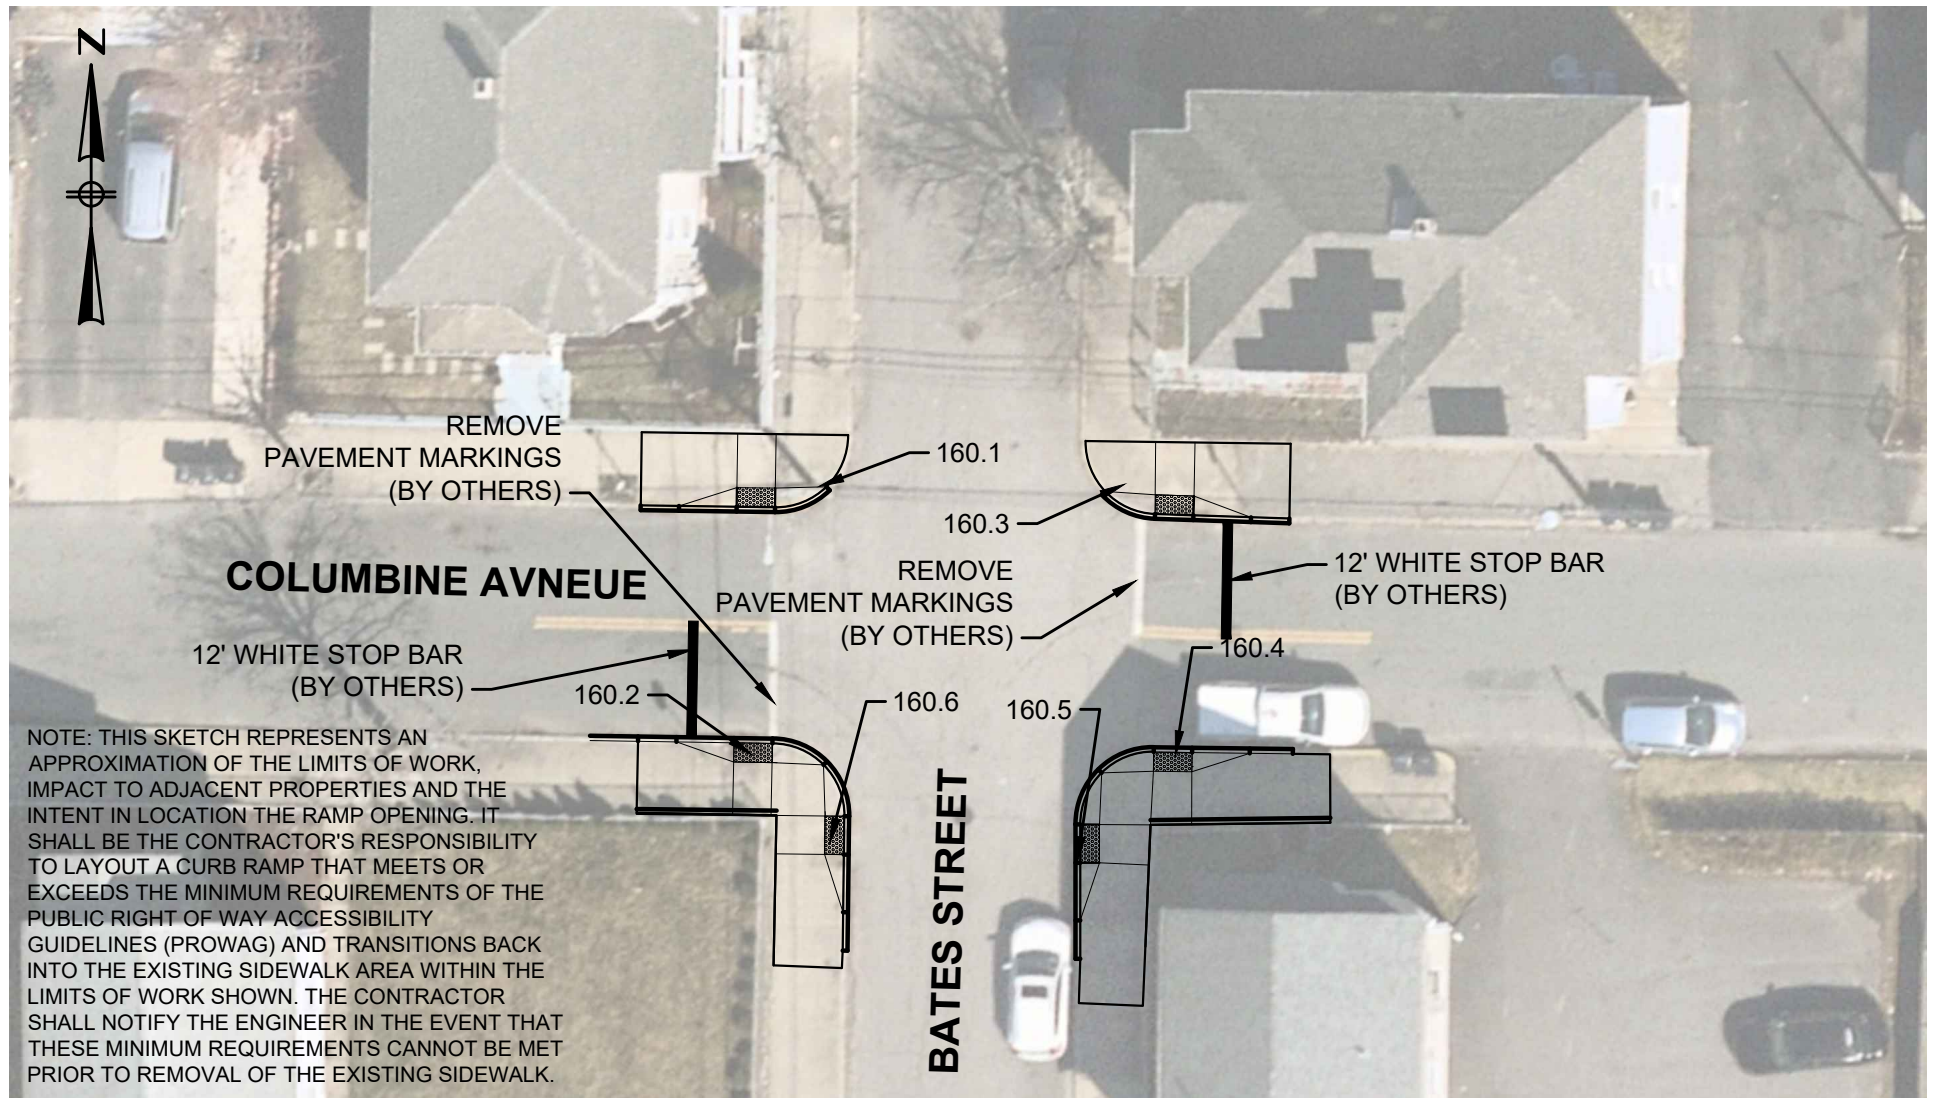 N
REMOVE
PAVEMENT MARKINGS
(BY OTHERS)
160.1
160.3
COLUMBINE AVNEUE
REMOVE
PAVEMENT MARKINGS
(BY OTHERS)
12' WHITE STOP BAR
(BY OTHERS)
12' WHITE STOP BAR
(BY OTHERS)
160.2
160.6
160.5
160.4
BATES STREET
NOTE: THIS SKETCH REPRESENTS AN
APPROXIMATION OF THE LIMITS OF WORK,
IMPACT TO ADJACENT PROPERTIES AND THE
INTENT IN LOCATION THE RAMP OPENING. IT
SHALL BE THE CONTRACTOR'S RESPONSIBILITY
TO LAYOUT A CURB RAMP THAT MEETS OR
EXCEEDS THE MINIMUM REQUIREMENTS OF THE
PUBLIC RIGHT OF WAY ACCESSIBILITY
GUIDELINES (PROWAG) AND TRANSITIONS BACK
INTO THE EXISTING SIDEWALK AREA WITHIN THE
LIMITS OF WORK SHOWN. THE CONTRACTOR
SHALL NOTIFY THE ENGINEER IN THE EVENT THAT
THESE MINIMUM REQUIREMENTS CANNOT BE MET
PRIOR TO REMOVAL OF THE EXISTING SIDEWALK.